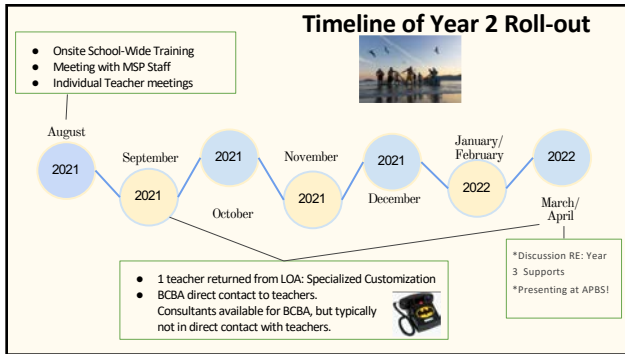 Timeline of Year 2 Roll-out
● Onsite School-Wide Training
● Meeting with MSP Staff
● Individual Teacher meetings
August
2021
September
2021
2021
October
November
2021
2021
December
January/
February
2022
2022
March/
April
● 1 teacher returned from LOA: Specialized Customization
● BCBA direct contact to teachers.
Consultants available for BCBA, but typically
not in direct contact with teachers.
*Discussion RE: Year
3 Supports
*Presenting at APBS!